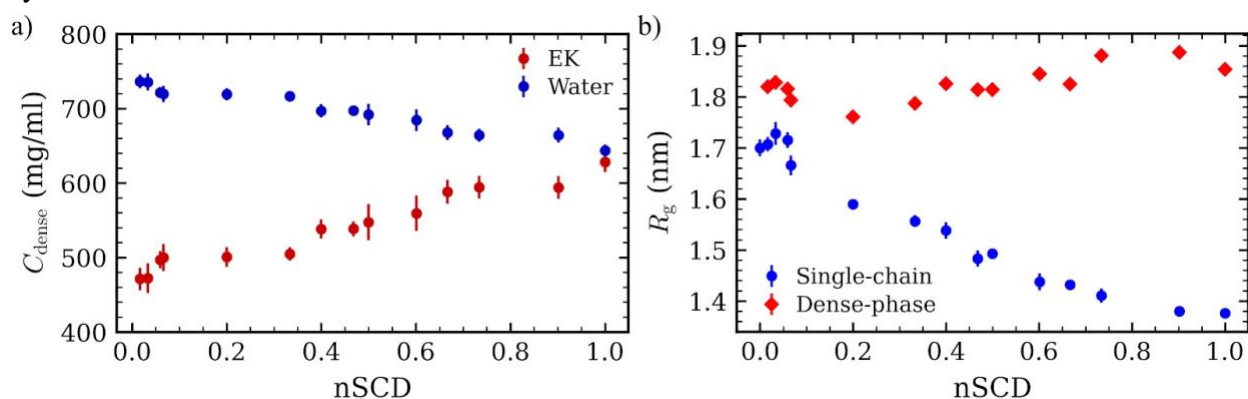 a)
800
700
600
500
400
C_dense (mg/ml)
EK
Water
0.0 0.2 0.4 0.6 0.8 1.0
nSCD
b)
1.9
1.8
1.7
1.6
1.5
1.4
R_g (nm)
Single-chain
Dense-phase
0.0 0.2 0.4 0.6 0.8 1.0
nSCD